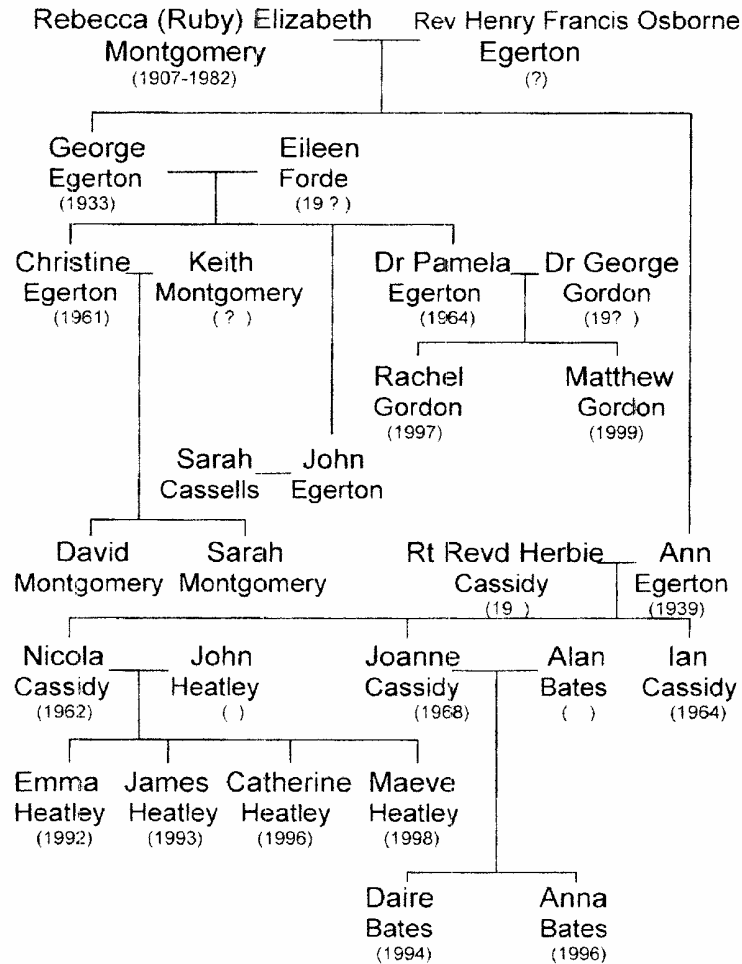 Rebecca (Ruby) Elizabeth Rev Henry Francis Osborne
Montgomery Egerton
(1907-1982) (?)
George Eileen
Egerton Forde
(1933) (19 ? )
Christine Keith Dr Pamela Dr George
Egerton Montgomery Egerton Gordon
(1961) ( ? ) (1964) (19? )
Rachel Matthew
Gordon Gordon
(1997) (1999)
Sarah John
Cassells Egerton
David Sarah Rt Revd Herbie Ann
Montgomery Montgomery Cassidy Egerton
(19 ) (1939)
Nicola John Joanne Alan Ian
Cassidy Heatley Cassidy Bates Cassidy
(1962) ( ) (1968) ( ) (1964)
Emma James Catherine Maeve
Heatley Heatley Heatley Heatley
(1992) (1993) (1996) (1998)
Daire Anna
Bates Bates
(1994) (1996)